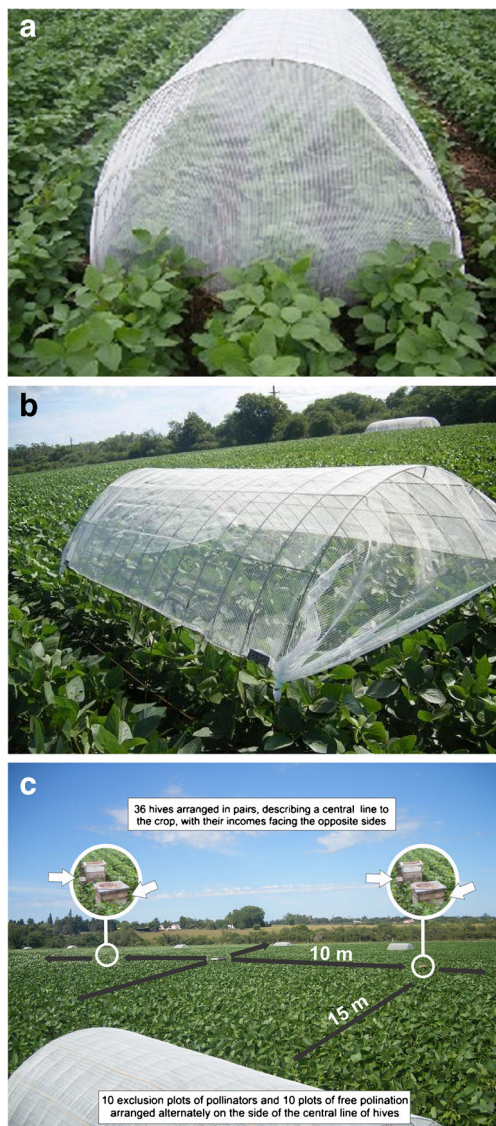 a
b
c
36 hives arranged in pairs, describing a central line to
the crop, with their incomes facing the opposite sides
10 m
15 m
10 exclusion plots of pollinators and 10 plots of free polination
arranged alternately on the side of the central line of hives